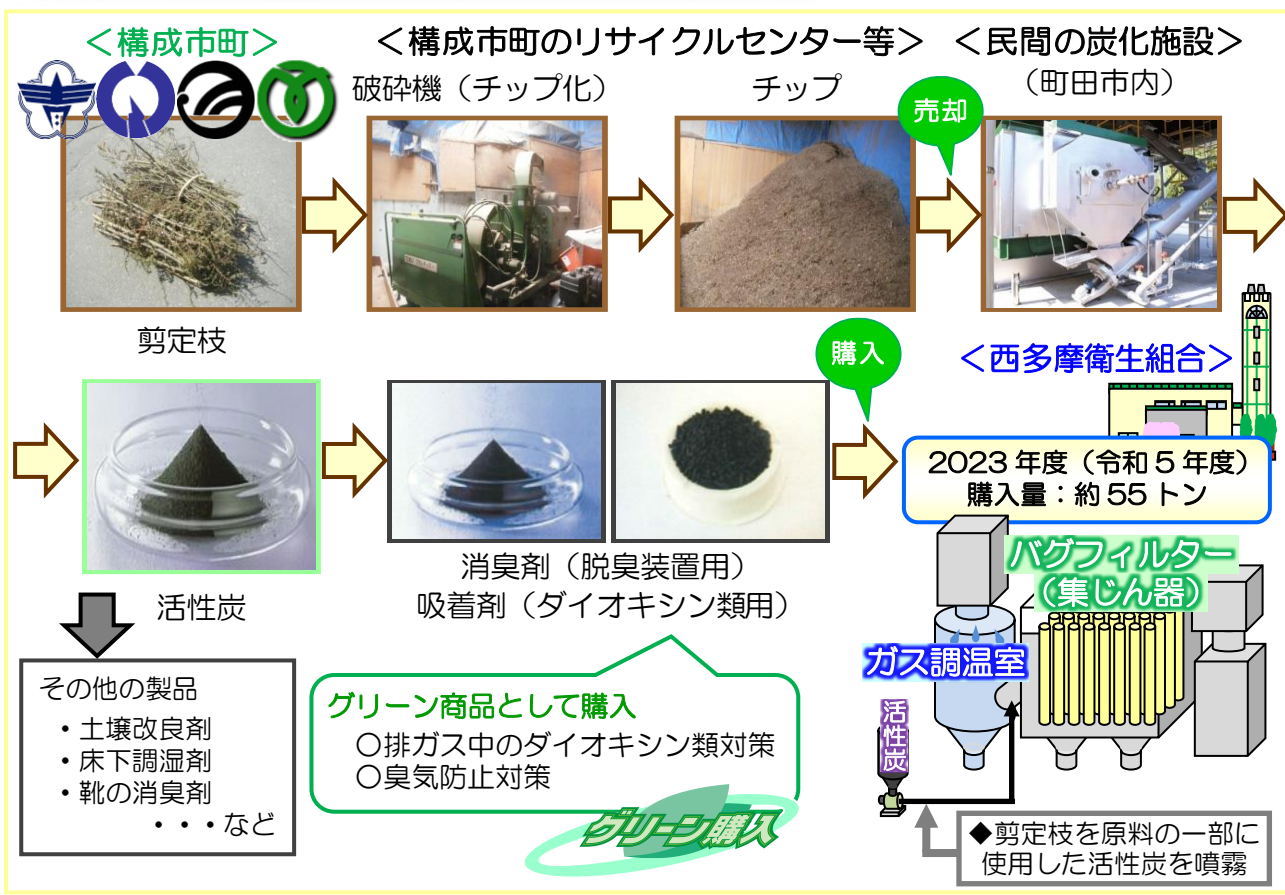 ＜構成市町＞
＜構成市町のリサイクルセンター等＞
＜民間の炭化施設＞
破砕機（チップ化）
チップ
（町田市内）
売却
剪定枝
購入
＜西多摩衛生組合＞
2023年度（令和5年度）
購入量：約55トン
活性炭
消臭剤（脱臭装置用）
吸着剤（ダイオキシン類用）
バグフィルター
（集じん器）
ガス調温室
活性炭
その他の製品
・土壌改良剤
・床下調湿剤
・靴の消臭剤
・・・など
グリーン商品として購入
○排ガス中のダイオキシン類対策
○臭気防止対策
グリーン購入
◆剪定枝を原料の一部に
使用した活性炭を噴霧